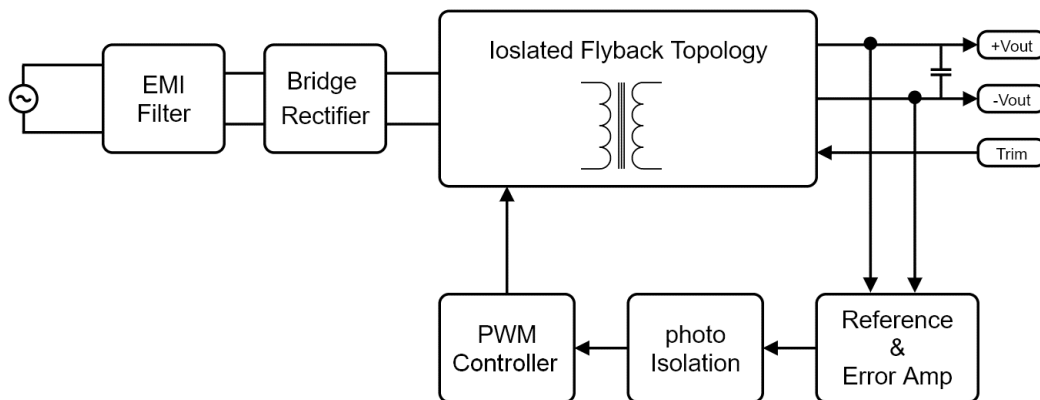 Ioslated Flyback Topology
+Vout
EMI
Filter
Bridge
Rectifier
-Vout
Trim
PWM
Controller
photo
Isolation
Reference
&
Error Amp